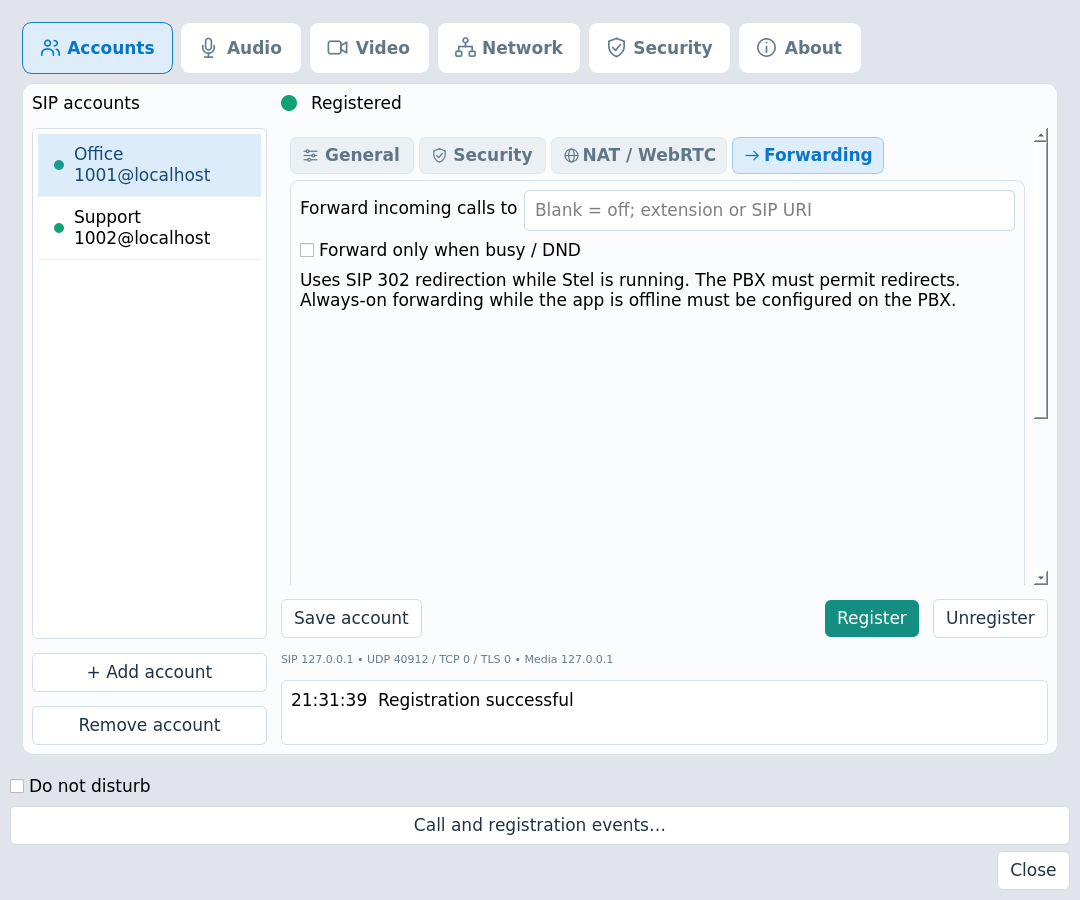 Accounts
Audio
Video
Network
Security
About
SIP accounts
Registered
Office
1001@localhost
Support
1002@localhost
General
Security
NAT / WebRTC
Forwarding
Forward incoming calls to
Blank = off; extension or SIP URI
Forward only when busy / DND
Uses SIP 302 redirection while Stel is running. The PBX must permit redirects.
Always-on forwarding while the app is offline must be configured on the PBX.
Save account
Register
Unregister
SIP 127.0.0.1 • UDP 40912 / TCP 0 / TLS 0 • Media 127.0.0.1
+ Add account
21:31:39  Registration successful
Remove account
Do not disturb
Call and registration events...
Close